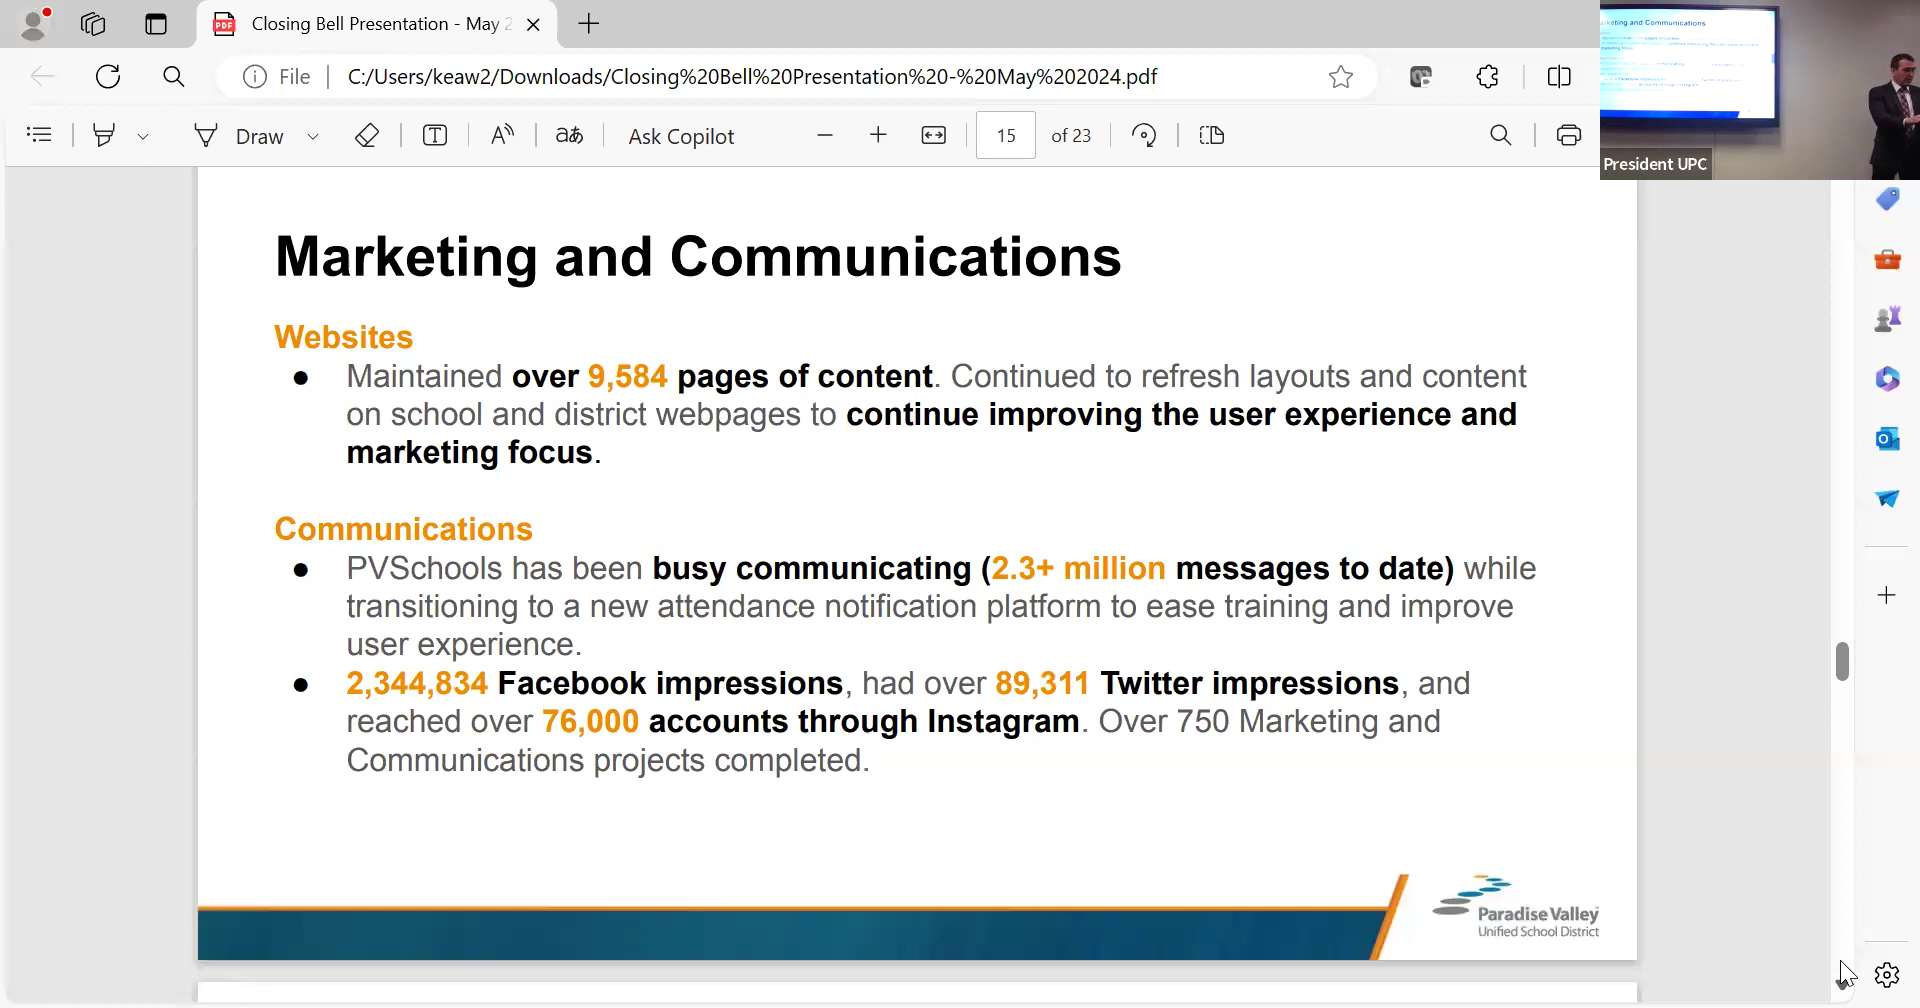 Closing Bell Presentation - May 2
File
C:/Users/keaw2/Downloads/Closing%20Bell%20Presentation%20-%20May%202024.pdf
Draw
Ask Copilot
15
of 23
Marketing and Communications
President UPC
Marketing and Communications
Websites
● Maintained over 9,584 pages of content. Continued to refresh layouts and content
on school and district webpages to continue improving the user experience and
marketing focus.
Communications
● PVSchools has been busy communicating (2.3+ million messages to date) while
transitioning to a new attendance notification platform to ease training and improve
user experience.
● 2,344,834 Facebook impressions, had over 89,311 Twitter impressions, and
reached over 76,000 accounts through Instagram. Over 750 Marketing and
Communications projects completed.
Paradise Valley
Unified School District